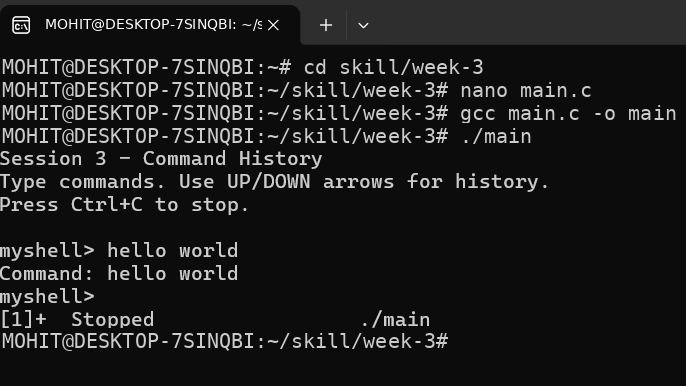 MOHIT@DESKTOP-7SINQBI: ~/s
MOHIT@DESKTOP-7SINQBI:~# cd skill/week-3
MOHIT@DESKTOP-7SINQBI:~/skill/week-3# nano main.c
MOHIT@DESKTOP-7SINQBI:~/skill/week-3# gcc main.c -o main
MOHIT@DESKTOP-7SINQBI:~/skill/week-3# ./main
Session 3 - Command History
Type commands. Use UP/DOWN arrows for history.
Press Ctrl+C to stop.
myshell> hello world
Command: hello world
myshell>
[1]+  Stopped                 ./main
MOHIT@DESKTOP-7SINQBI:~/skill/week-3#